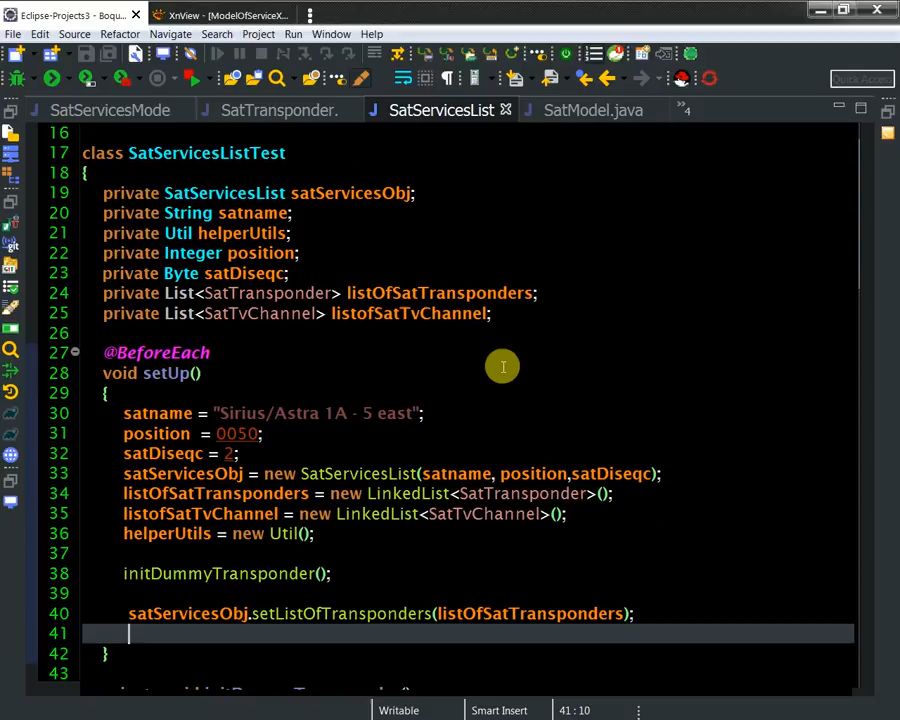 Eclipse-Projects3 - Boqu...
XnView - [ModelOfServiceX...
File Edit Source Refactor Navigate Search Project Run Window Help
Quick Access
SatServicesMode
SatTransponder.
SatServicesList
SatModel.java
»4
16
17 class SatServicesListTest
18 {
19 private SatServicesList satServicesObj;
20 private String satname;
21 private Util helperUtils;
22 private Integer position;
23 private Byte satDiseqc;
24 private List<SatTransponder> listOfSatTransponders;
25 private List<SatTvChannel> listofSatTvChannel;
26
27 @BeforeEach
28 void setUp()
29 {
30 satname = "Sirius/Astra 1A - 5 east";
31 position  = 0050;
32 satDiseqc = 2;
33 satServicesObj = new SatServicesList(satname, position,satDiseqc);
34 listOfSatTransponders = new LinkedList<SatTransponder>();
35 listofSatTvChannel = new LinkedList<SatTvChannel>();
36 helperUtils = new Util();
37
38 initDummyTransponder();
39
40 satServicesObj.setListOfTransponders(listOfSatTransponders);
41
42 }
43
Writable
Smart Insert
41 : 10